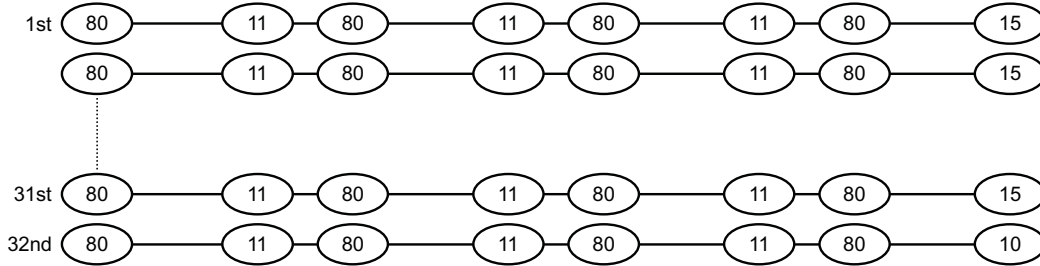 1st 80 11 80 11 80 11 80 15
80 11 80 11 80 11 80 15
31st 80 11 80 11 80 11 80 15
32nd 80 11 80 11 80 11 80 10